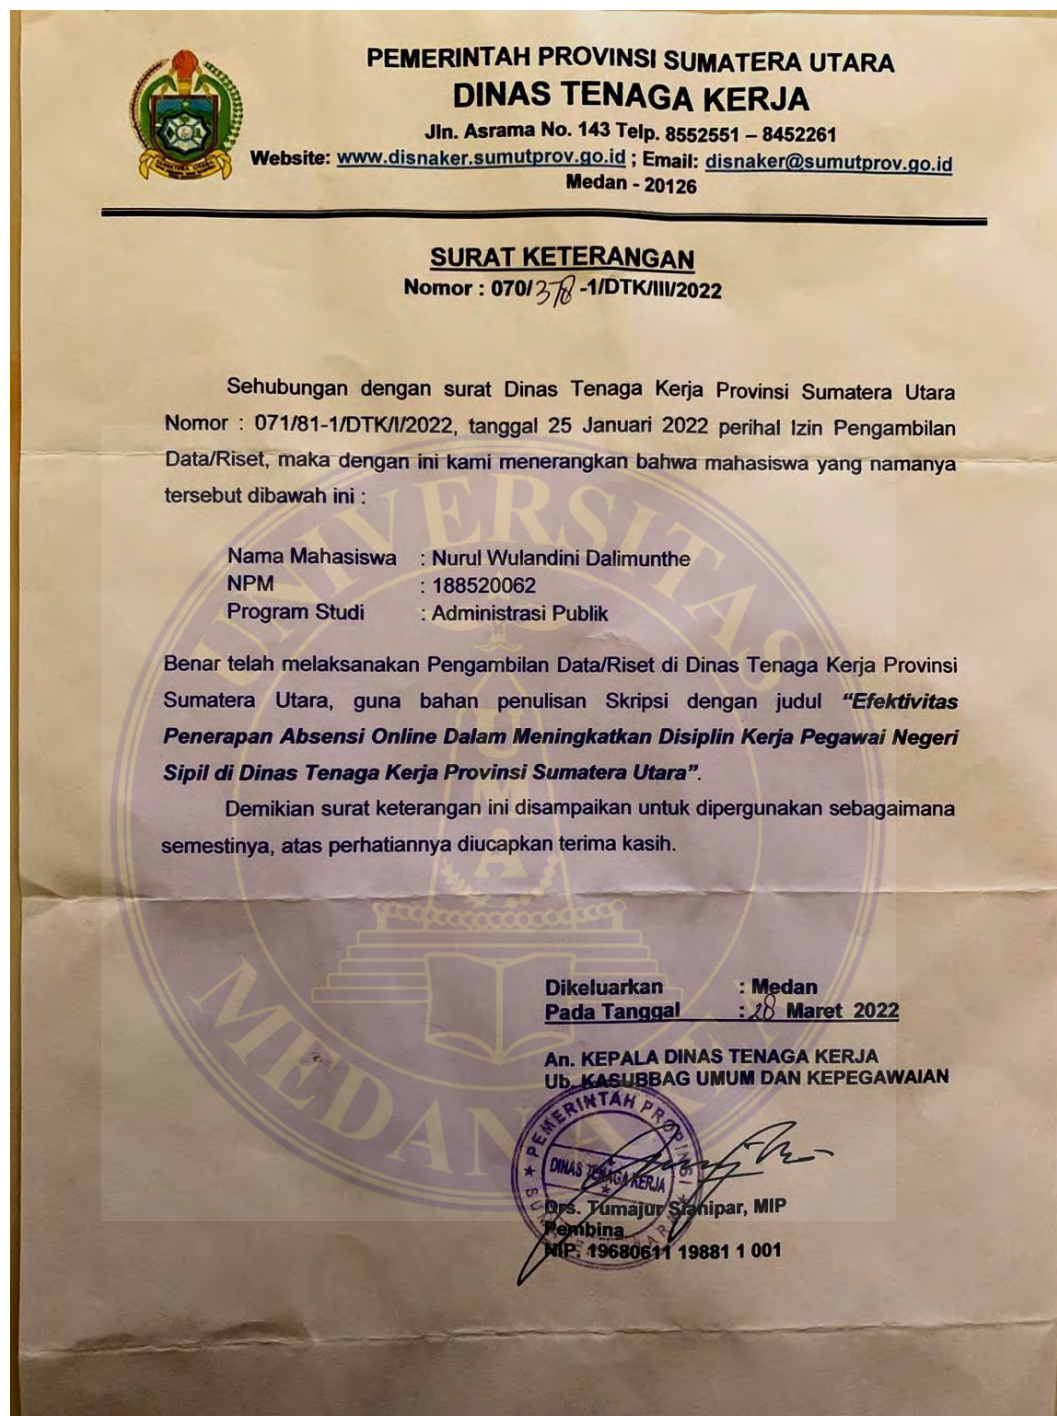 PEMERINTAH PROVINSI SUMATERA UTARA
DINAS TENAGA KERJA
Jln. Asrama No. 143 Telp. 8552551 – 8452261
Website: www.disnaker.sumutprov.go.id ; Email: disnaker@sumutprov.go.id
Medan - 20126
SURAT KETERANGAN
Nomor : 070/378-1/DTK/III/2022
Sehubungan dengan surat Dinas Tenaga Kerja Provinsi Sumatera Utara
Nomor : 071/81-1/DTK/I/2022, tanggal 25 Januari 2022 perihal Izin Pengambilan
Data/Riset, maka dengan ini kami menerangkan bahwa mahasiswa yang namanya
tersebut dibawah ini :
Nama Mahasiswa : Nurul Wulandini Dalimunthe
NPM : 188520062
Program Studi : Administrasi Publik
Benar telah melaksanakan Pengambilan Data/Riset di Dinas Tenaga Kerja Provinsi
Sumatera Utara, guna bahan penulisan Skripsi dengan judul “Efektivitas
Penerapan Absensi Online Dalam Meningkatkan Disiplin Kerja Pegawai Negeri
Sipil di Dinas Tenaga Kerja Provinsi Sumatera Utara”.
Demikian surat keterangan ini disampaikan untuk dipergunakan sebagaimana
semestinya, atas perhatiannya diucapkan terima kasih.
Dikeluarkan : Medan
Pada Tanggal : 28 Maret 2022
An. KEPALA DINAS TENAGA KERJA
Ub. KASUBBAG UMUM DAN KEPEGAWAIAN
PEMERINTAH PROPINSI
DINAS TENAGA KERJA
Drs. Tumajur Sianipar, MIP
Pembina
NIP. 19680611 19881 1 001
UNIVERSITAS
UMA
MEDAN AREA